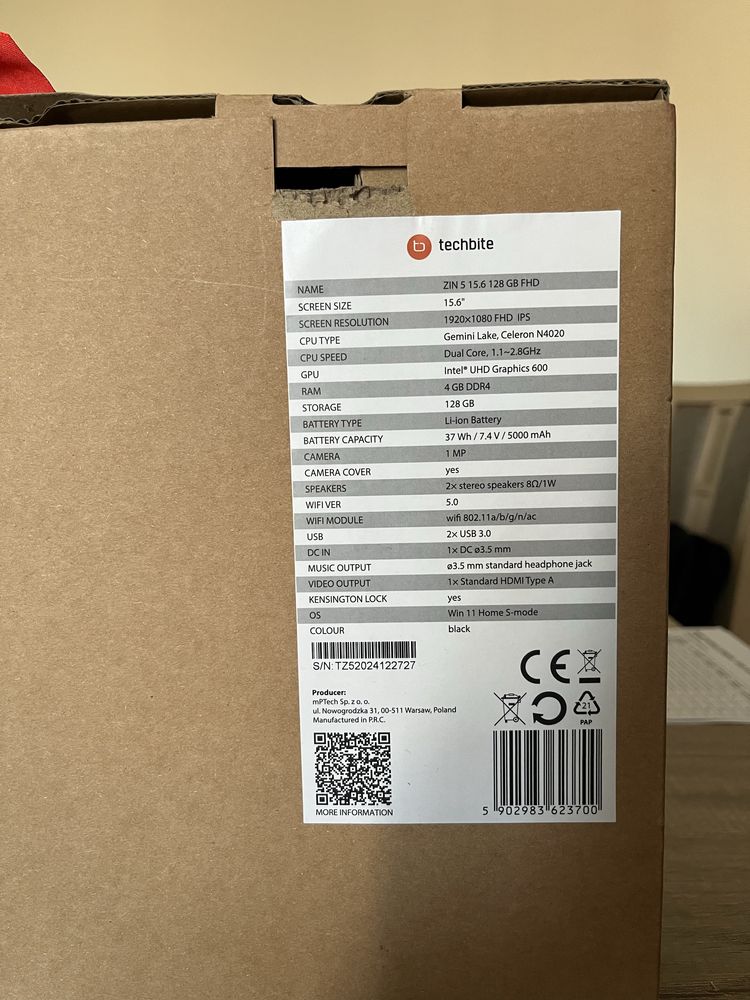 techbite
NAME ZIN 5 15.6 128 GB FHD
SCREEN SIZE 15.6"
SCREEN RESOLUTION 1920×1080 FHD IPS
CPU TYPE Gemini Lake, Celeron N4020
CPU SPEED Dual Core, 1.1~2.8GHz
GPU Intel® UHD Graphics 600
RAM 4 GB DDR4
STORAGE 128 GB
BATTERY TYPE Li-ion Battery
BATTERY CAPACITY 37 Wh / 7.4 V / 5000 mAh
CAMERA 1 MP
CAMERA COVER yes
SPEAKERS 2× stereo speakers 8Ω/1W
WIFI VER 5.0
WIFI MODULE wifi 802.11a/b/g/n/ac
USB 2× USB 3.0
DC IN 1× DC ø3.5 mm
MUSIC OUTPUT ø3.5 mm standard headphone jack
VIDEO OUTPUT 1× Standard HDMI Type A
KENSINGTON LOCK yes
OS Win 11 Home S-mode
COLOUR black
S/N: TZ52024122727
CE
Producer:
mPTech Sp. z o. o.
ul. Nowogrodzka 31, 00-511 Warsaw, Poland
Manufactured in P.R.C.
21
PAP
MORE INFORMATION
5 902983 623700